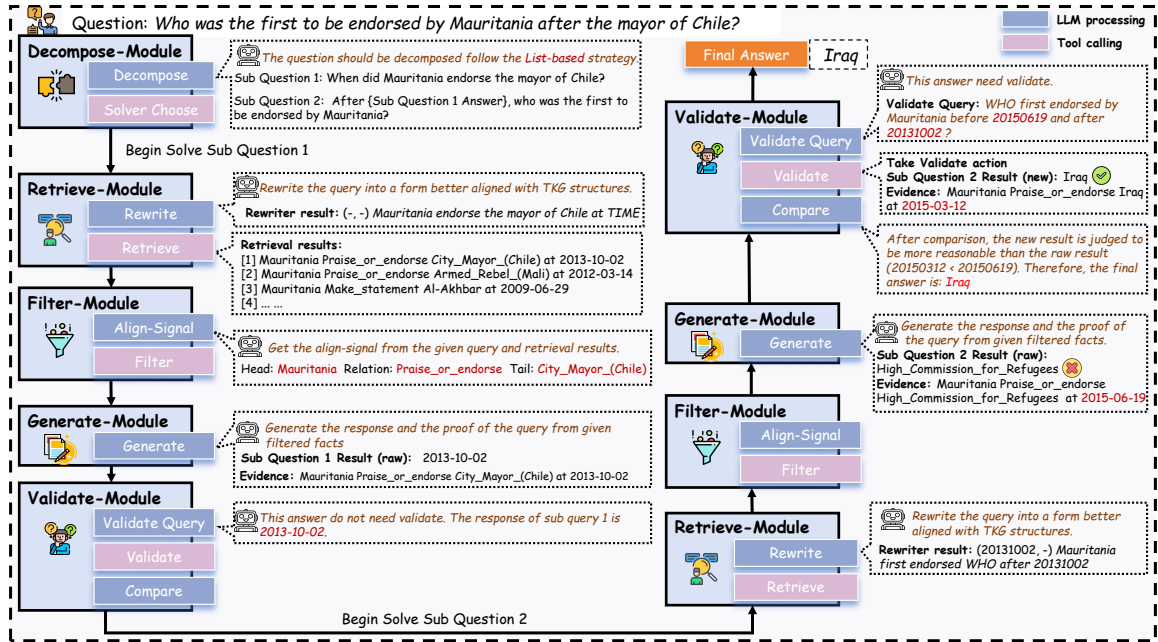 Question: Who was the first to be endorsed by Mauritania after the mayor of Chile?
LLM processing
Tool calling
Decompose-Module
Decompose
Solver Choose
The question should be decomposed follow the List-based strategy.
Sub Question 1: When did Mauritania endorse the mayor of Chile?
Sub Question 2: After {Sub Question 1 Answer}, who was the first to
be endorsed by Mauritania?
Begin Solve Sub Question 1
Retrieve-Module
Rewrite
Retrieve
Rewrite the query into a form better aligned with TKG structures.
Rewriter result: (-, -) Mauritania endorse the mayor of Chile at TIME
Retrieval results:
[1] Mauritania Praise_or_endorse City_Mayor_(Chile) at 2013-10-02
[2] Mauritania Praise_or_endorse Armed_Rebel_(Mali) at 2012-03-14
[3] Mauritania Make_statement Al-Akhbar at 2009-06-29
[4] ... ...
Filter-Module
Align-Signal
Filter
Get the align-signal from the given query and retrieval results.
Head: Mauritania Relation: Praise_or_endorse Tail: City_Mayor_(Chile)
Generate-Module
Generate
Generate the response and the proof of the query from given
filtered facts
Sub Question 1 Result (raw): 2013-10-02
Evidence: Mauritania Praise_or_endorse City_Mayor_(Chile) at 2013-10-02
Validate-Module
Validate Query
Validate
Compare
This answer do not need validate. The response of sub query 1 is
2013-10-02.
Begin Solve Sub Question 2
Retrieve-Module
Rewrite
Retrieve
Rewrite the query into a form better
aligned with TKG structures.
Rewriter result: (20131002, -) Mauritania
first endorsed WHO after 20131002
Filter-Module
Align-Signal
Filter
Generate-Module
Generate
Generate the response and the proof of
the query from given filtered facts.
Sub Question 2 Result (raw):
High_Commission_for_Refugees
Evidence: Mauritania Praise_or_endorse
High_Commission_for_Refugees at 2015-06-19
Validate-Module
Validate Query
Validate
Compare
This answer need validate.
Validate Query: WHO first endorsed by
Mauritania before 20150619 and after
20131002 ?
Take Validate action
Sub Question 2 Result (new): Iraq
Evidence: Mauritania Praise_or_endorse Iraq
at 2015-03-12
After comparison, the new result is judged to
be more reasonable than the raw result
(20150312 < 20150619). Therefore, the final
answer is: Iraq
Final Answer
Iraq